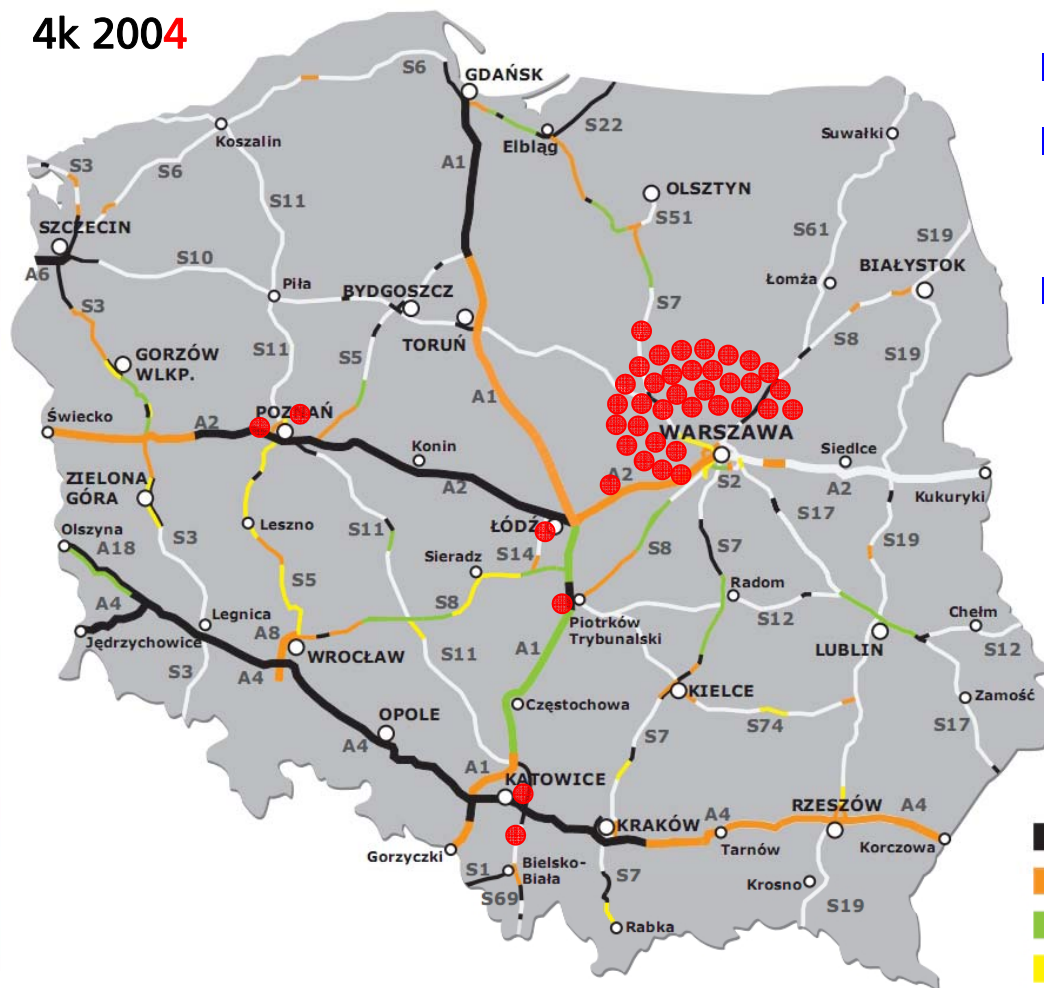 4k 2004
S6
GDAŃSK
S22
Elbląg
Suwałki
Koszalin
S3
S6
A1
S11
OLSZTYN
S51
S61
S19
SZCZECIN
S10
A6
BIAŁYSTOK
Łomża
Piła
BYDGOSZCZ
S3
S7
S8
TORUŃ
S11
S5
S19
GORZÓW
WLKP.
A1
Świecko
A2
POZNAŃ
WARSZAWA
Siedlce
Konin
A2
A2
S2
A2
Kukuryki
ZIELONA
GÓRA
S17
Olszyna
Leszno
S11
ŁÓDŹ
S3
A18
S14
S8
S7
S19
Sieradz
S5
Radom
A4
S8
Legnica
S12
Chełm
Jędrzychowice
A8
Piotrków
Trybunalski
S12
WROCŁAW
S11
A1
LUBLIN
S3
A4
KIELCE
Zamość
Częstochowa
OPOLE
S74
S17
S7
A4
A1
KATOWICE
RZESZÓW
A4
A4
KRAKÓW
Gorzyczki
Tarnów
Korczowa
S1
Bielsko-
Biała
S7
Krosno
S69
S19
Rabka